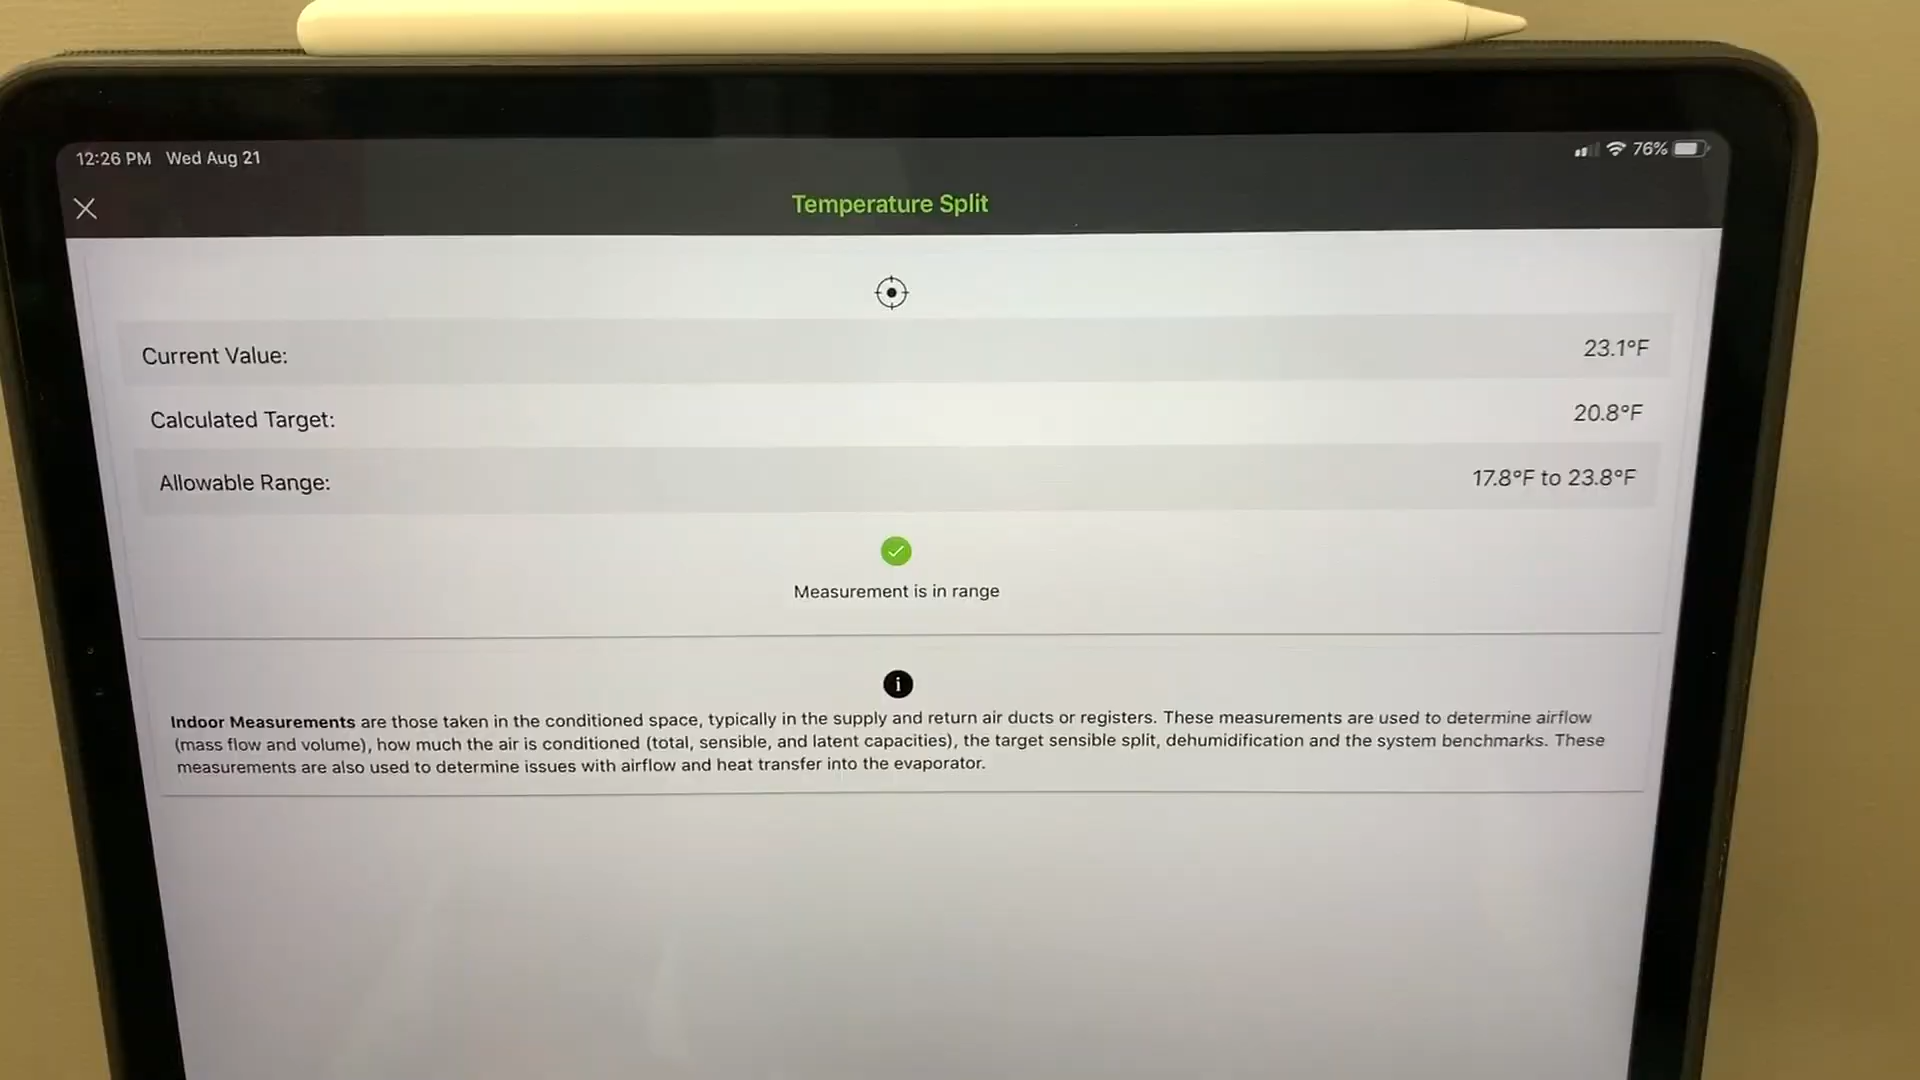 12:26 PM Wed Aug 21
76%
Temperature Split
Current Value: 23.1°F
Calculated Target: 20.8°F
Allowable Range: 17.8°F to 23.8°F
Measurement is in range
Indoor Measurements are those taken in the conditioned space, typically in the supply and return air ducts or registers. These measurements are used to determine airflow
(mass flow and volume), how much the air is conditioned (total, sensible, and latent capacities), the target sensible split, dehumidification and the system benchmarks. These
measurements are also used to determine issues with airflow and heat transfer into the evaporator.